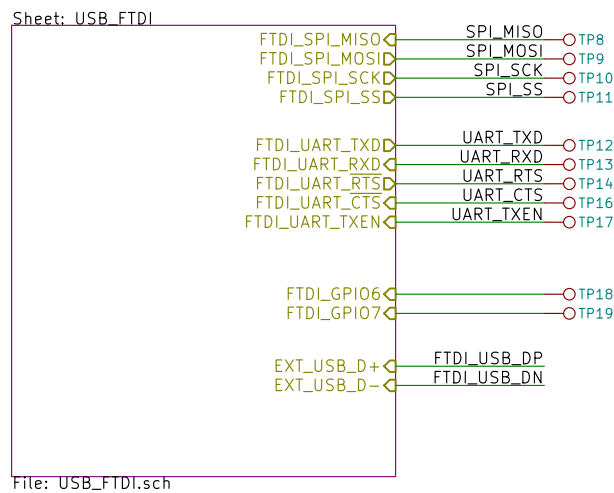 Sheet: USB_FTDI
FTDI_SPI_MISO SPI_MISO TP8
FTDI_SPI_MOSI SPI_MOSI TP9
FTDI_SPI_SCK SPI_SCK TP10
FTDI_SPI_SS SPI_SS TP11
FTDI_UART_TXD UART_TXD TP12
FTDI_UART_RXD UART_RXD TP13
FTDI_UART_RTS UART_RTS TP14
FTDI_UART_CTS UART_CTS TP16
FTDI_UART_TXEN UART_TXEN TP17
FTDI_GPIO6 TP18
FTDI_GPIO7 TP19
EXT_USB_D+ FTDI_USB_DP
EXT_USB_D- FTDI_USB_DN
File: USB_FTDI.sch